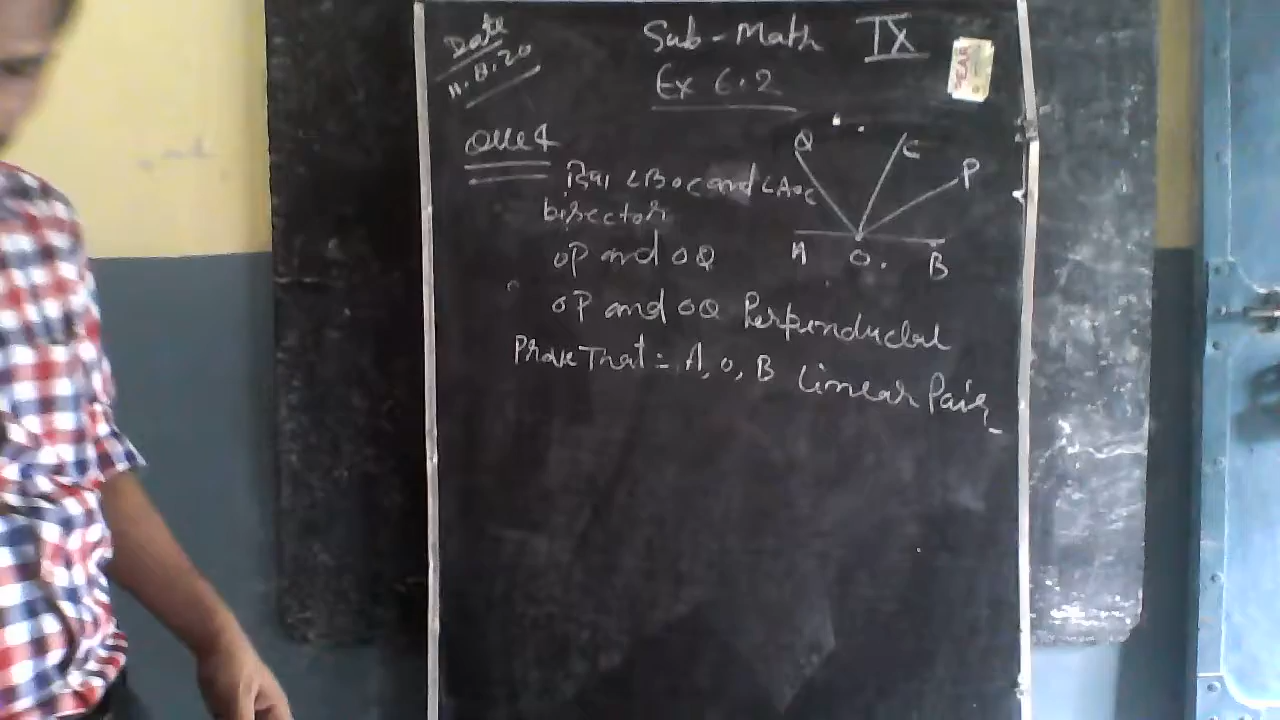 Date
Sub - Math IX
11.8.20
Ex 6.2
Que 4
∠BOC and ∠AOC
bisector
OP and OQ
OP and OQ Perpendicular
Prove That = A, O, B Linear Pair
Q
C
P
A
O
B